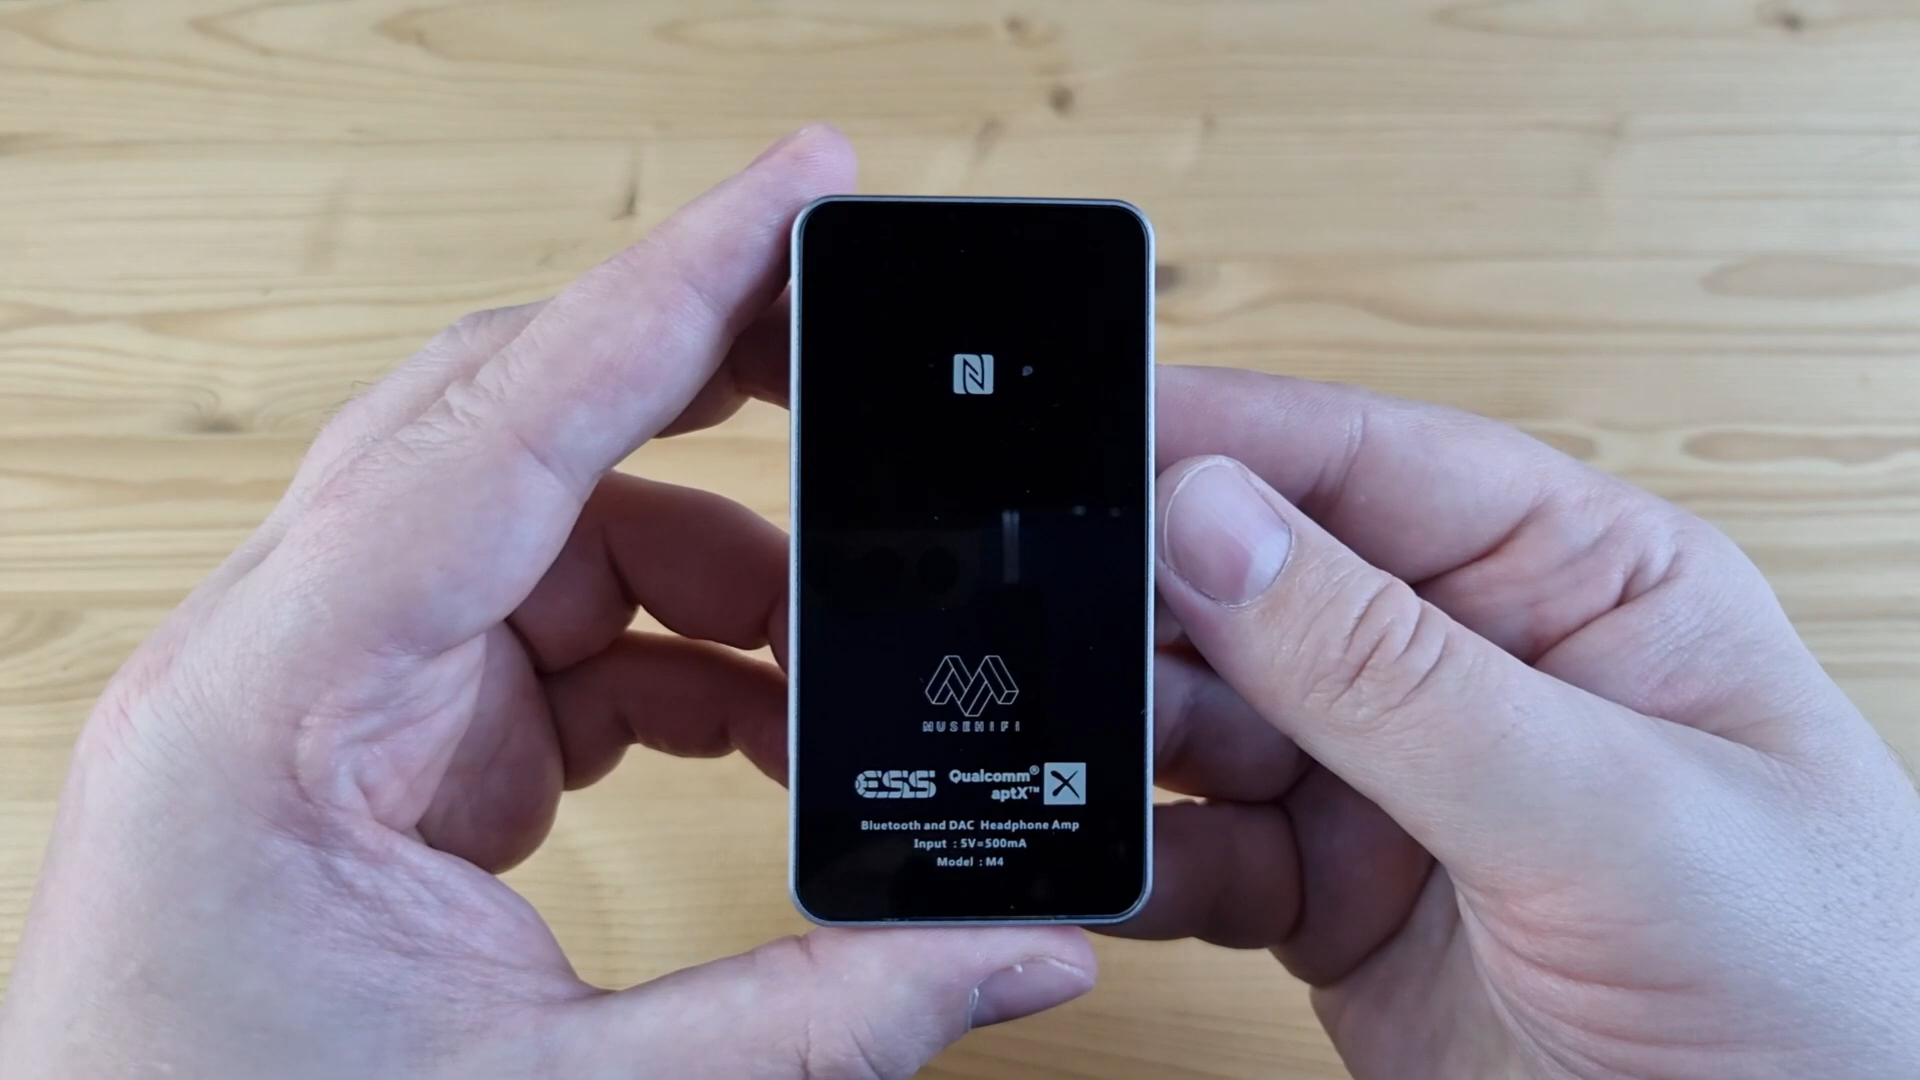 MUSEHIFI
ESS Qualcomm® aptX™
Bluetooth and DAC Headphone Amp
Input : 5V=500mA
Model : M4